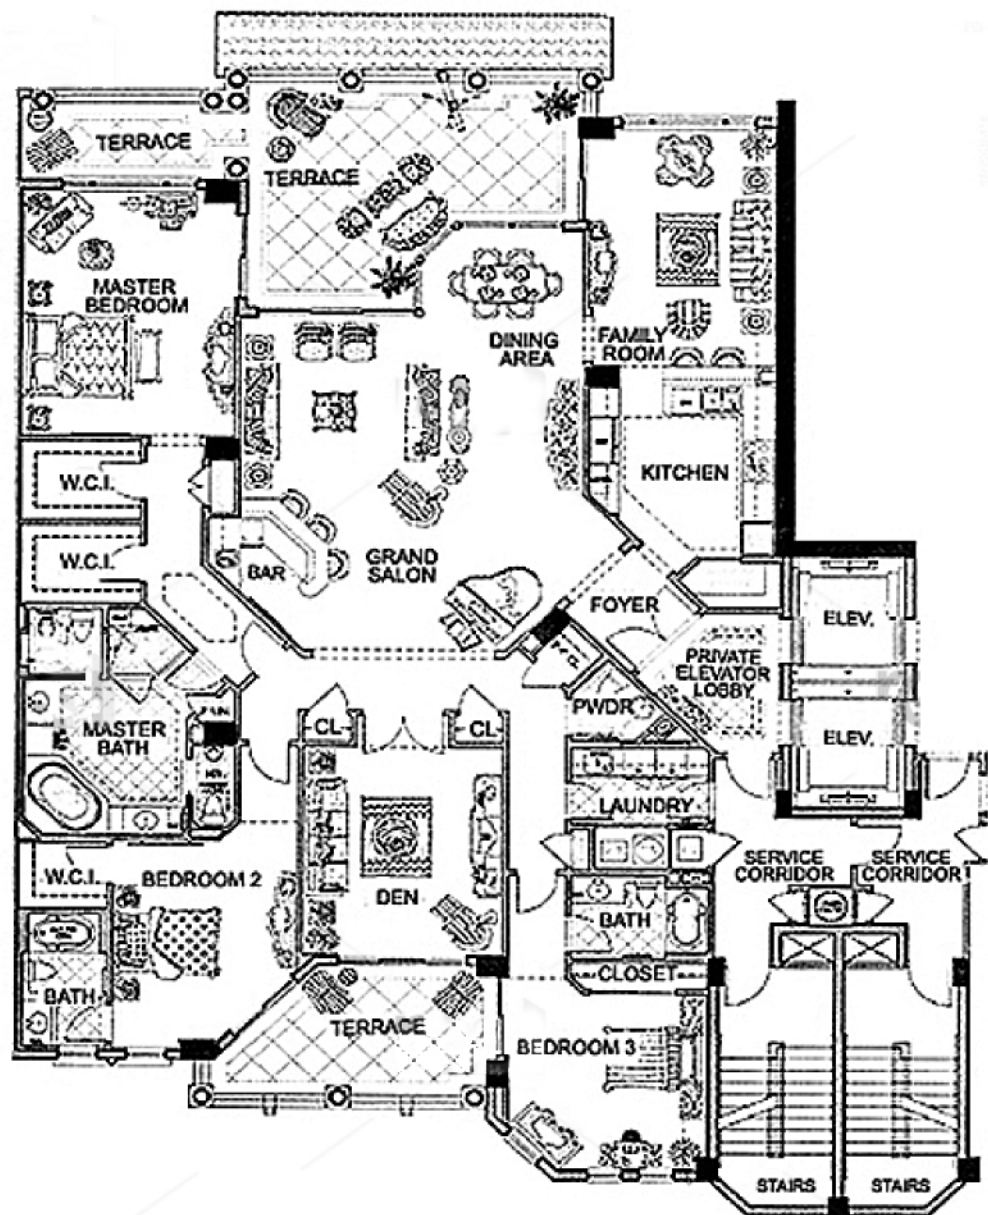 TERRACE
TERRACE
MASTER
BEDROOM
DINING
AREA
FAMILY
ROOM
W.C.I.
KITCHEN
W.C.I.
BAR
GRAND
SALON
FOYER
ELEV.
PRIVATE
ELEVATOR
LOBBY
PWDR
MASTER
BATH
CL
CL
ELEV.
LAUNDRY
W.C.I.
BEDROOM 2
DEN
SERVICE
CORRIDOR
SERVICE
CORRIDOR
BATH
BATH
CLOSET
TERRACE
BEDROOM 3
STAIRS
STAIRS